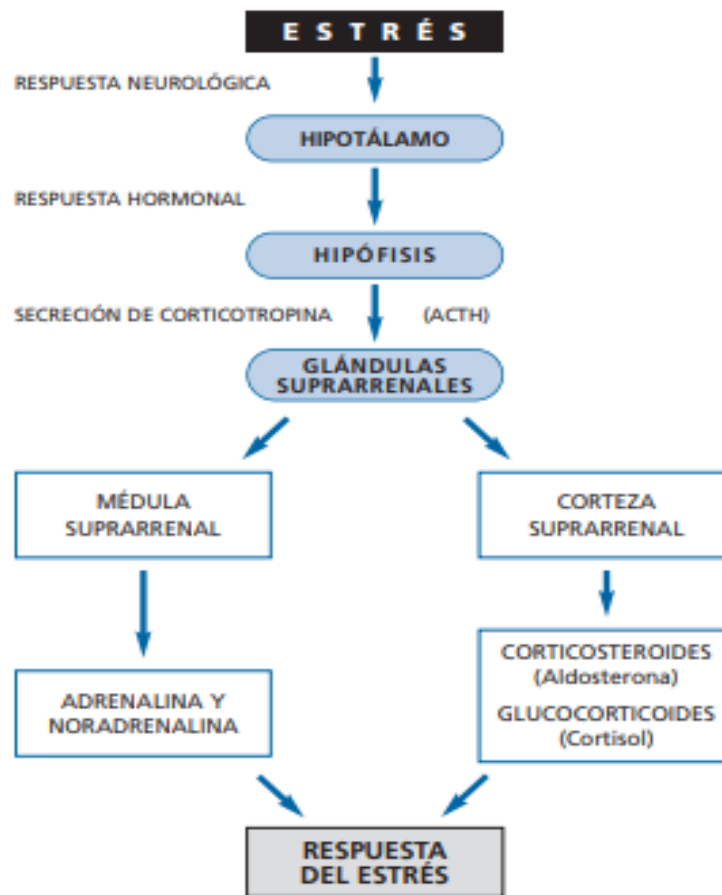 ESTRÉS
RESPUESTA NEUROLÓGICA
HIPOTÁLAMO
RESPUESTA HORMONAL
HIPÓFISIS
SECRECIÓN DE CORTICOTROPINA (ACTH)
GLÁNDULAS
SUPRARRENALES
MÉDULA
SUPRARRENAL
CORTEZA
SUPRARRENAL
ADRENALINA Y
NORADRENALINA
CORTICOSTEROIDES
(Aldosterona)
GLUCOCORTICOIDES
(Cortisol)
RESPUESTA
DEL ESTRÉS